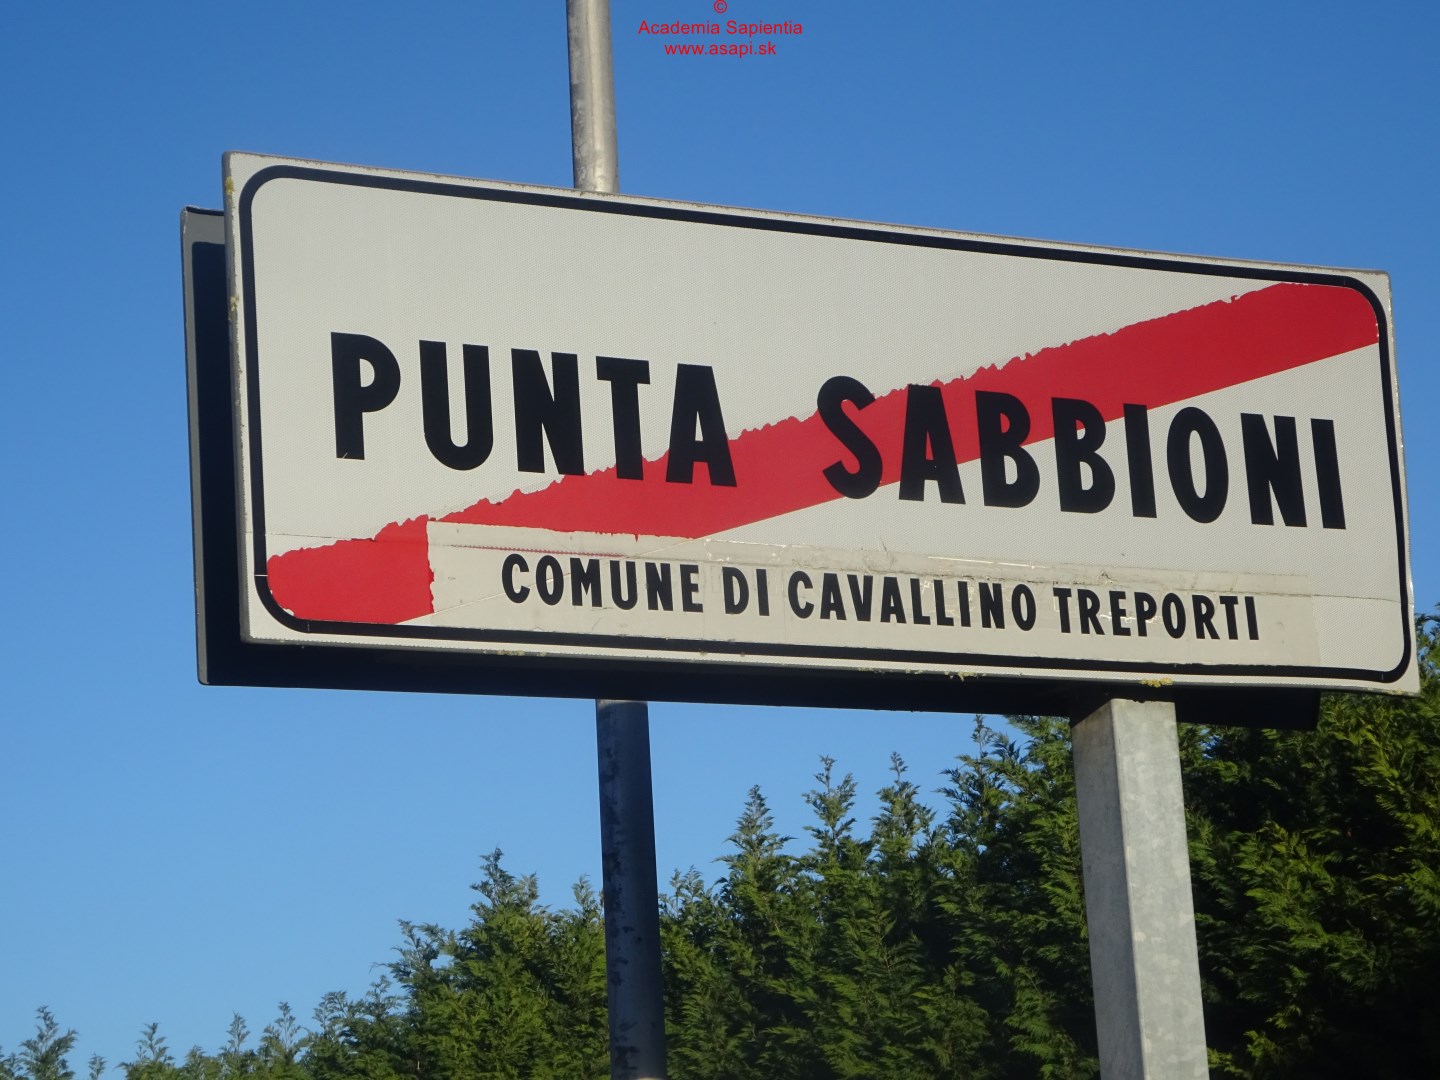 ©
Academia Sapientia
www.asapi.sk
PUNTA SABBIONI
COMUNE DI CAVALLINO TREPORTI